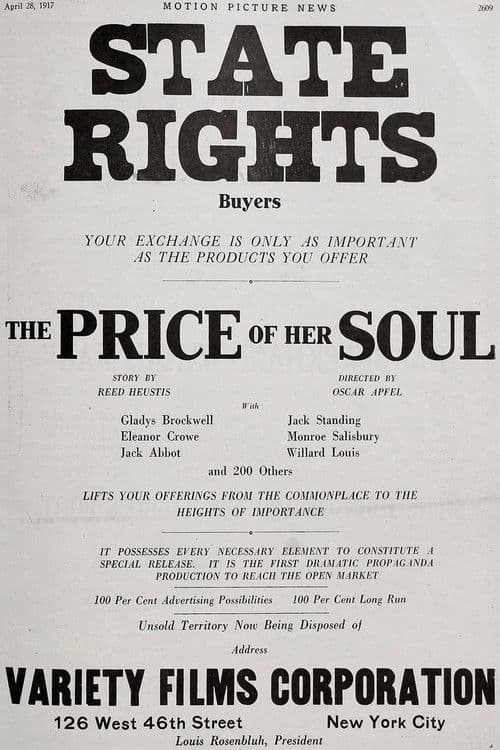 April 28, 1917 MOTION PICTURE NEWS 2609
STATE
RIGHTS
Buyers
YOUR EXCHANGE IS ONLY AS IMPORTANT
AS THE PRODUCTS YOU OFFER
THE PRICE OF HER SOUL
STORY BY DIRECTED BY
REED HEUSTIS OSCAR APFEL
With
Gladys Brockwell Jack Standing
Eleanor Crowe Monroe Salisbury
Jack Abbot Willard Louis
and 200 Others
LIFTS YOUR OFFERINGS FROM THE COMMONPLACE TO THE
HEIGHTS OF IMPORTANCE
IT POSSESSES EVERY NECESSARY ELEMENT TO CONSTITUTE A
SPECIAL RELEASE. IT IS THE FIRST DRAMATIC PROPAGANDA
PRODUCTION TO REACH THE OPEN MARKET
100 Per Cent Advertising Possibilities 100 Per Cent Long Run
Unsold Territory Now Being Disposed of
Address
VARIETY FILMS CORPORATION
126 West 46th Street New York City
Louis Rosenbluh, President